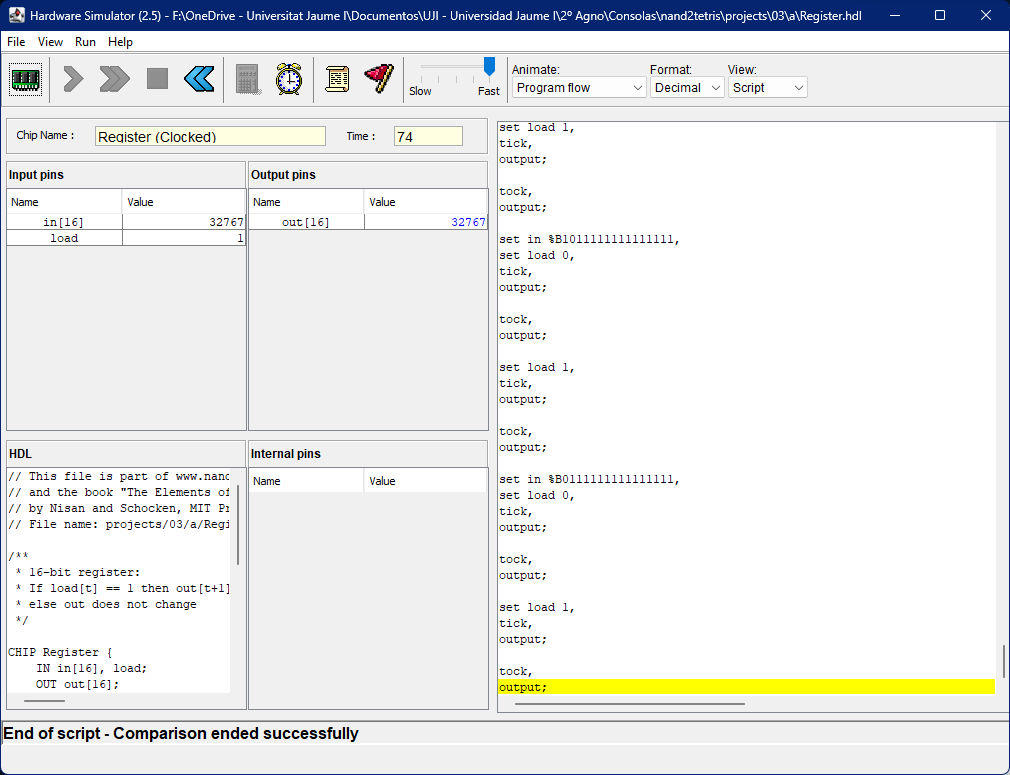 Hardware Simulator (2.5) - F:\OneDrive - Universitat Jaume I\Documentos\UJI - Universidad Jaume I\2º Agno\Consolas\nand2tetris\projects\03\a\Register.hdl
File View Run Help
Slow Fast
Animate: Format: View:
Program flow Decimal Script
Chip Name : Register (Clocked) Time : 74
Input pins
Name Value
in[16] 32767
load 1
Output pins
Name Value
out[16] 32767
HDL
// This file is part of www.nand
// and the book "The Elements of
// by Nisan and Schocken, MIT Pr
// File name: projects/03/a/Regi
/**
* 16-bit register:
* If load[t] == 1 then out[t+1]
* else out does not change
*/
CHIP Register {
IN in[16], load;
OUT out[16];
Internal pins
Name Value
set load 1,
tick,
output;
tock,
output;
set in %B1011111111111111,
set load 0,
tick,
output;
tock,
output;
set load 1,
tick,
output;
tock,
output;
set in %B0111111111111111,
set load 0,
tick,
output;
tock,
output;
set load 1,
tick,
output;
tock,
output;
End of script - Comparison ended successfully